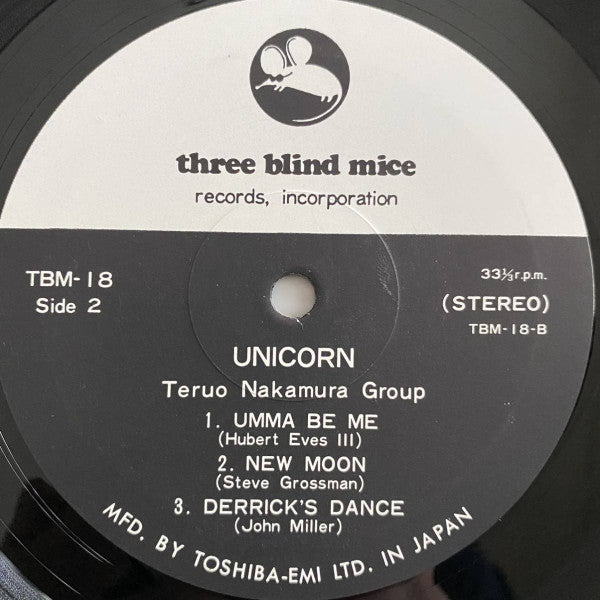 three blind mice
records, incorporation
TBM-18
Side 2
33⅓ r.p.m.
(STEREO)
TBM-18-B
UNICORN
Teruo Nakamura Group
1. UMMA BE ME
(Hubert Eves III)
2. NEW MOON
(Steve Grossman)
3. DERRICK'S DANCE
(John Miller)
MFD. BY TOSHIBA-EMI LTD. IN JAPAN